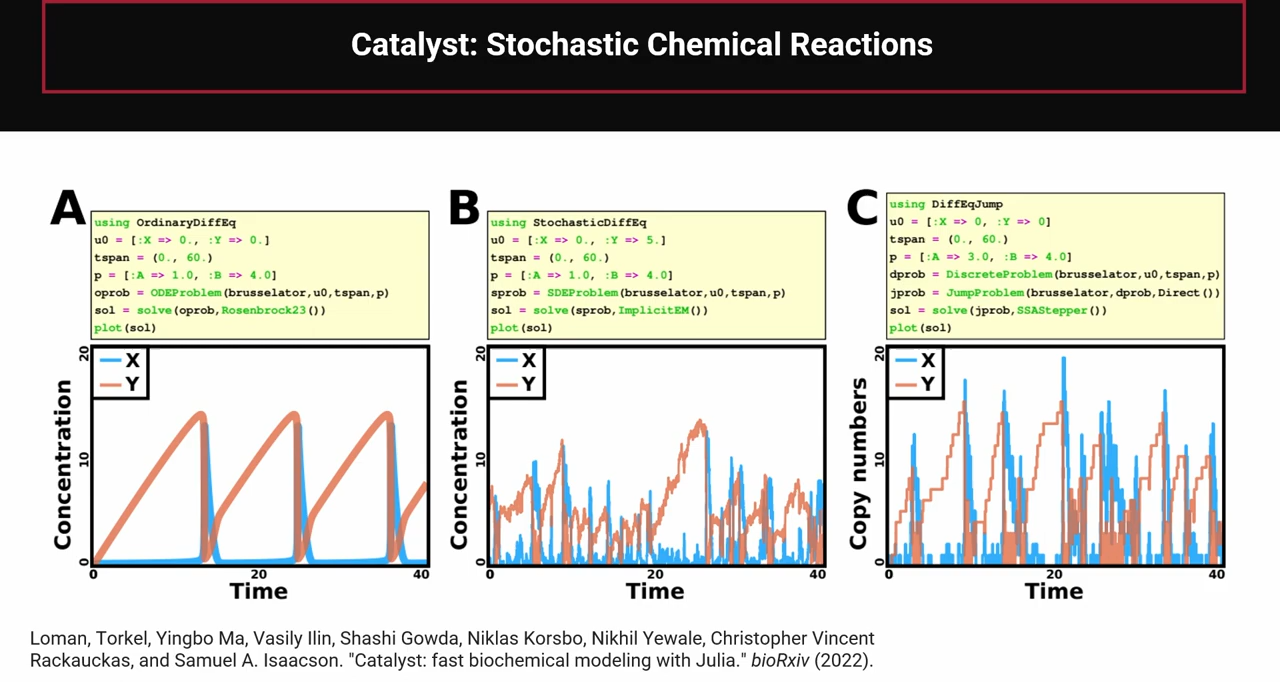 Catalyst: Stochastic Chemical Reactions
A
using OrdinaryDiffEq
u0 = [:X => 0., :Y => 0.]
tspan = (0., 60.)
p = [:A => 1.0, :B => 4.0]
oprob = ODEProblem(brusselator,u0,tspan,p)
sol = solve(oprob,Rosenbrock23())
plot(sol)
X
Y
20
10
0
Concentration
0 20 40
Time
B
using StochasticDiffEq
u0 = [:X => 0., :Y => 5.]
tspan = (0., 60.)
p = [:A => 1.0, :B => 4.0]
sprob = SDEProblem(brusselator,u0,tspan,p)
sol = solve(sprob,ImplicitEM())
plot(sol)
X
Y
20
10
0
Concentration
0 20 40
Time
C
using DiffEqJump
u0 = [:X => 0, :Y => 0]
tspan = (0., 60.)
p = [:A => 3.0, :B => 4.0]
dprob = DiscreteProblem(brusselator,u0,tspan,p)
jprob = JumpProblem(brusselator,dprob,Direct())
sol = solve(jprob,SSAStepper())
plot(sol)
X
Y
20
10
0
Copy numbers
0 20 40
Time
Loman, Torkel, Yingbo Ma, Vasily Ilin, Shashi Gowda, Niklas Korsbo, Nikhil Yewale, Christopher Vincent
Rackauckas, and Samuel A. Isaacson. "Catalyst: fast biochemical modeling with Julia." bioRxiv (2022).